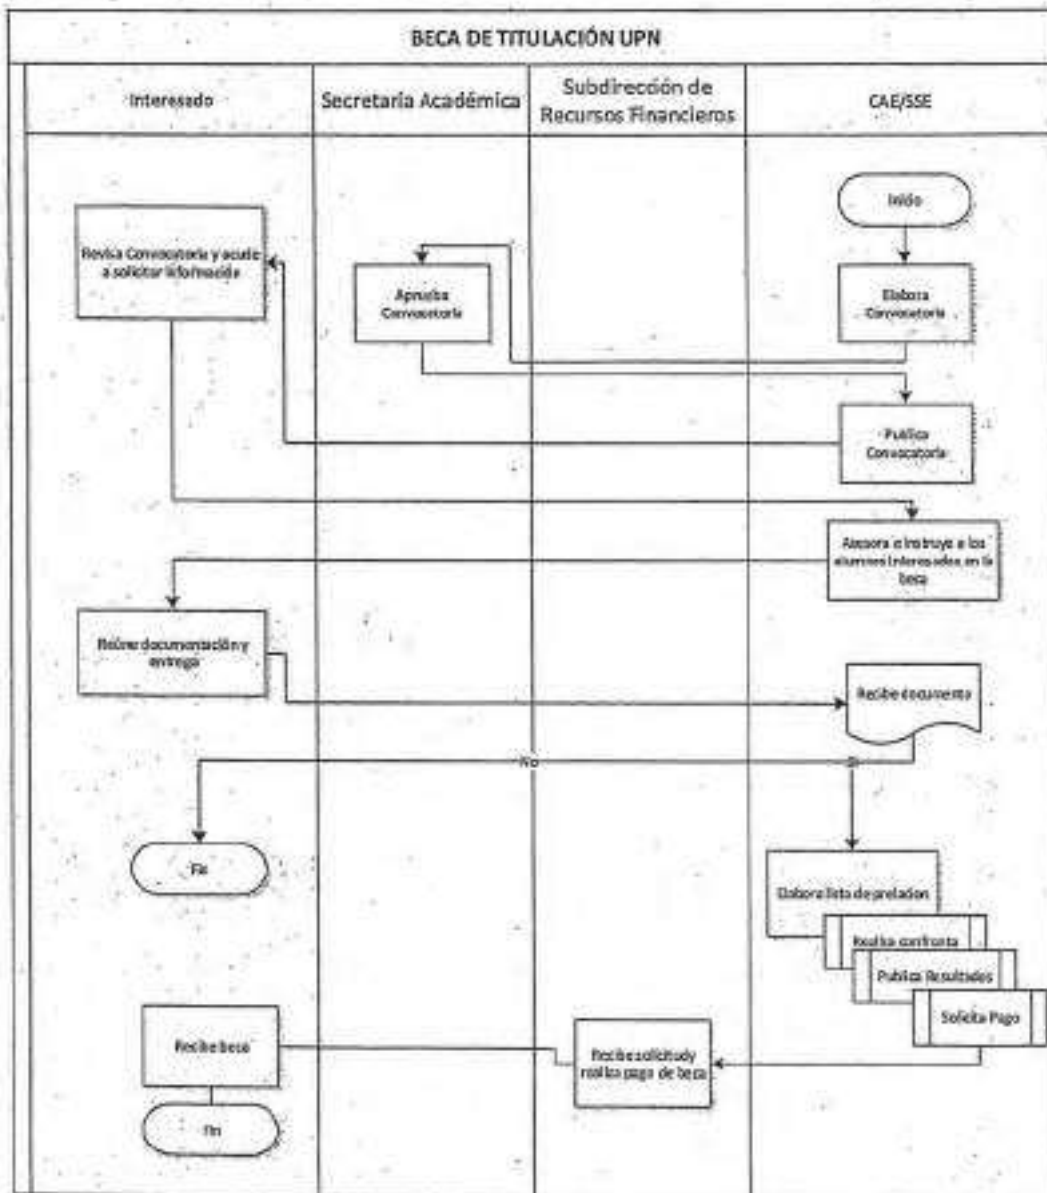 BECA DE TITULACIÓN UPN
Interesado
Secretaria Académica
Subdirección de
Recursos Financieros
CAE/SSE
Inicio
Revisa Convocatoria y acude
a solicitar información
Aprueba
Convocatoria
Elabora
Convocatoria
Publica
Convocatoria
Asesora e instruye a los
alumnos interesados en la
beca
Reúne documentación y
entrega
Recibe documento
No
Si
Fin
Elabora lista de prelacion
Realiza confronta
Publica Resultados
Solicita Pago
Recibe beca
Recibe solicitud y
realiza pago de beca
Fin